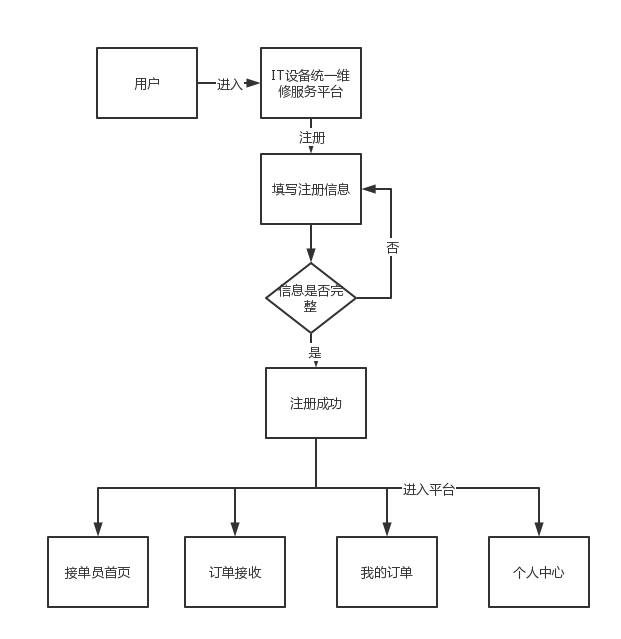 用户
进入
IT设备统一维
修服务平台
注册
填写注册信息
否
信息是否完
整
是
注册成功
进入平台
接单员首页
订单接收
我的订单
个人中心